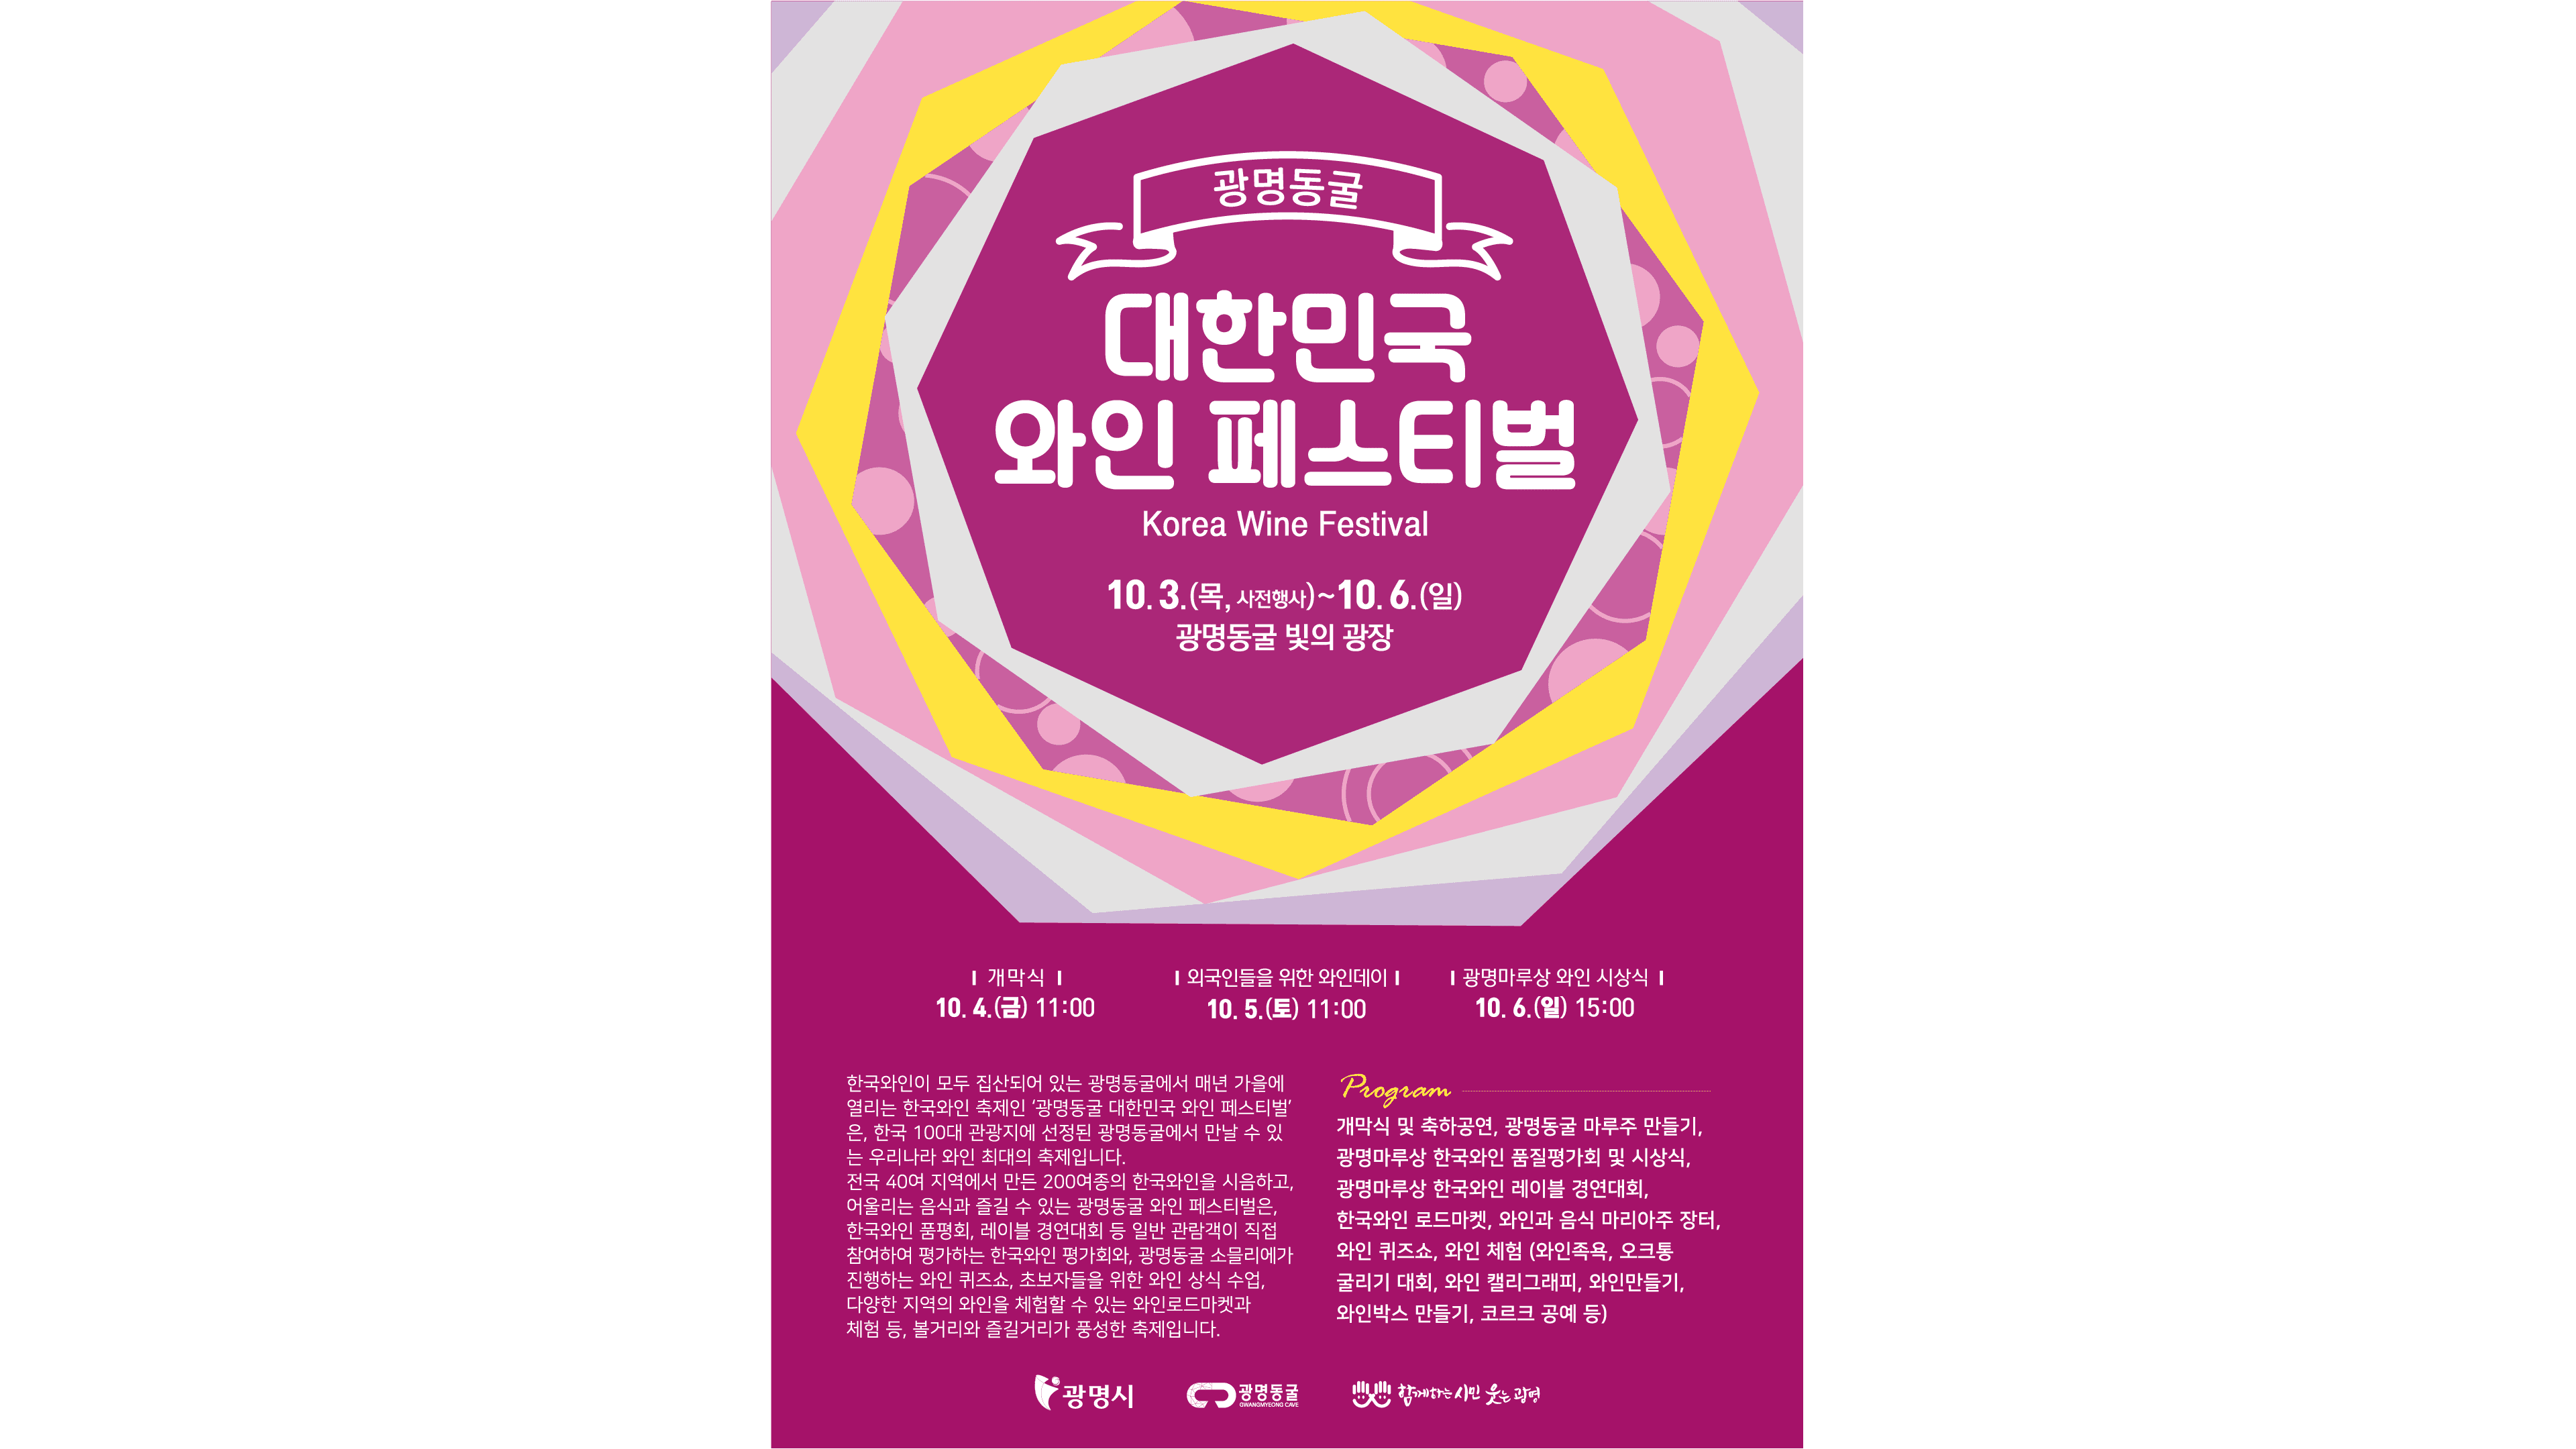 광명동굴
대한민국
와인 페스티벌
Korea Wine Festival
10. 3.(목, 사전행사)~10. 6.(일)
광명동굴 빛의 광장
개막식
10. 4.(금) 11:00
외국인들을 위한 와인데이
10. 5.(토) 11:00
광명마루상 와인 시상식
10. 6.(일) 15:00
한국와인이 모두 집산되어 있는 광명동굴에서 매년 가을에
열리는 한국와인 축제인 ‘광명동굴 대한민국 와인 페스티벌’
은, 한국 100대 관광지에 선정된 광명동굴에서 만날 수 있
는 우리나라 와인 최대의 축제입니다.
전국 40여 지역에서 만든 200여종의 한국와인을 시음하고,
어울리는 음식과 즐길 수 있는 광명동굴 와인 페스티벌은,
한국와인 품평회, 레이블 경연대회 등 일반 관람객이 직접
참여하여 평가하는 한국와인 평가회와, 광명동굴 소믈리에가
진행하는 와인 퀴즈쇼, 초보자들을 위한 와인 상식 수업,
다양한 지역의 와인을 체험할 수 있는 와인로드마켓과
체험 등, 볼거리와 즐길거리가 풍성한 축제입니다.
Program
개막식 및 축하공연, 광명동굴 마루주 만들기,
광명마루상 한국와인 품질평가회 및 시상식,
광명마루상 한국와인 레이블 경연대회,
한국와인 로드마켓, 와인과 음식 마리아주 장터,
와인 퀴즈쇼, 와인 체험 (와인족욕, 오크통
굴리기 대회, 와인 캘리그래피, 와인만들기,
와인박스 만들기, 코르크 공예 등)
광명시
광명동굴
GWANGMYEONG CAVE
함께하는 시민 웃는 광명